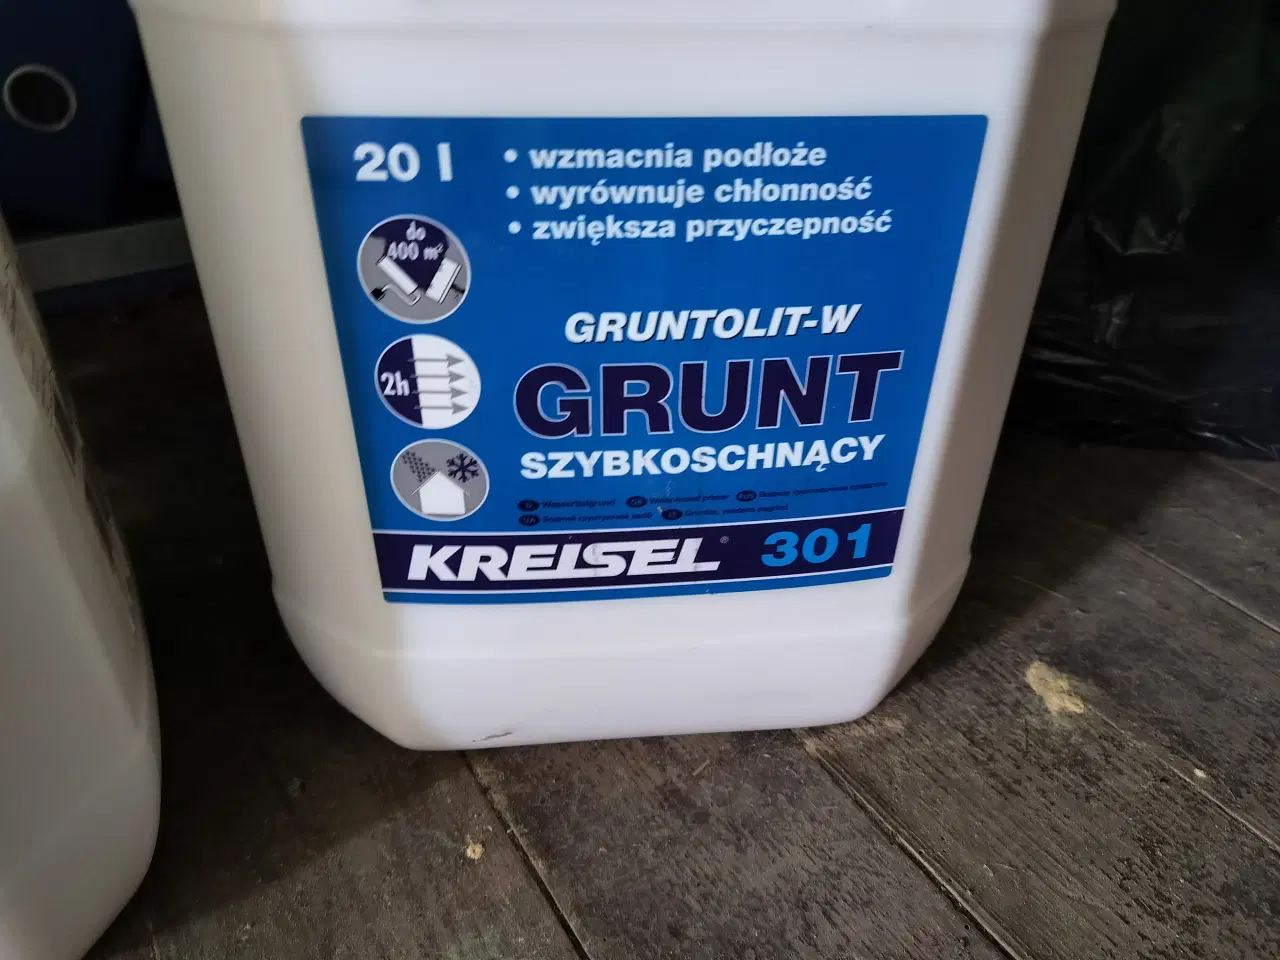 20 l
• wzmacnia podłoże
• wyrównuje chłonność
• zwiększa przyczepność
do
400 m²
2h
GRUNTOLIT-W
GRUNT
SZYBKOSCHNĄCY
KREISEL® 301